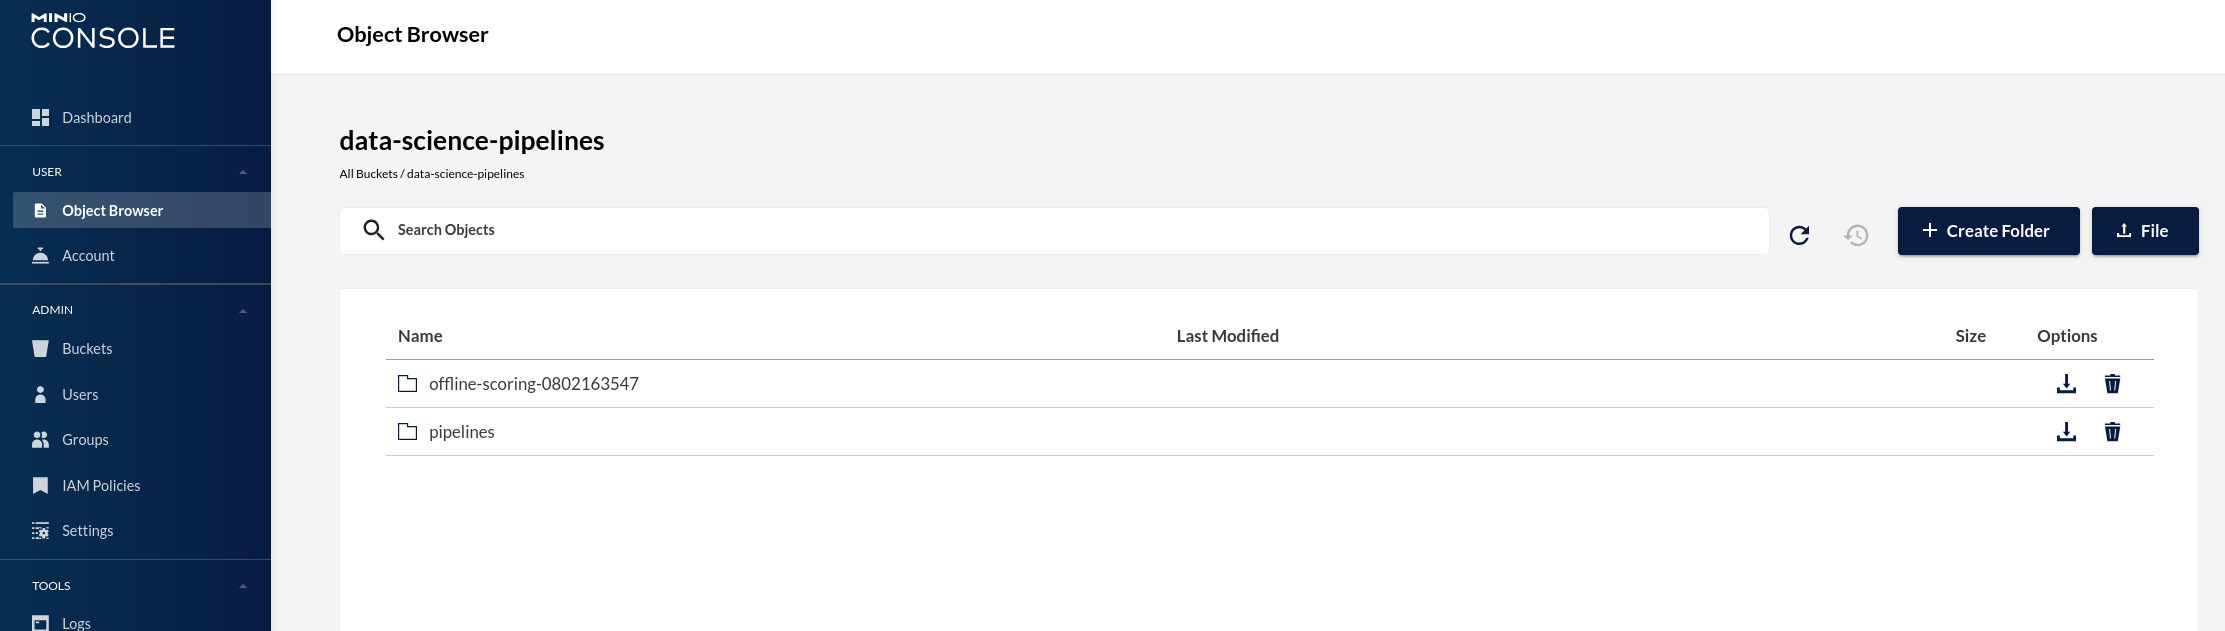 MINIO
CONSOLE
Dashboard
USER
Object Browser
Account
ADMIN
Buckets
Users
Groups
IAM Policies
Settings
TOOLS
Logs
Object Browser
data-science-pipelines
All Buckets / data-science-pipelines
Search Objects
Create Folder
File
Name Last Modified Size Options
offline-scoring-0802163547
pipelines